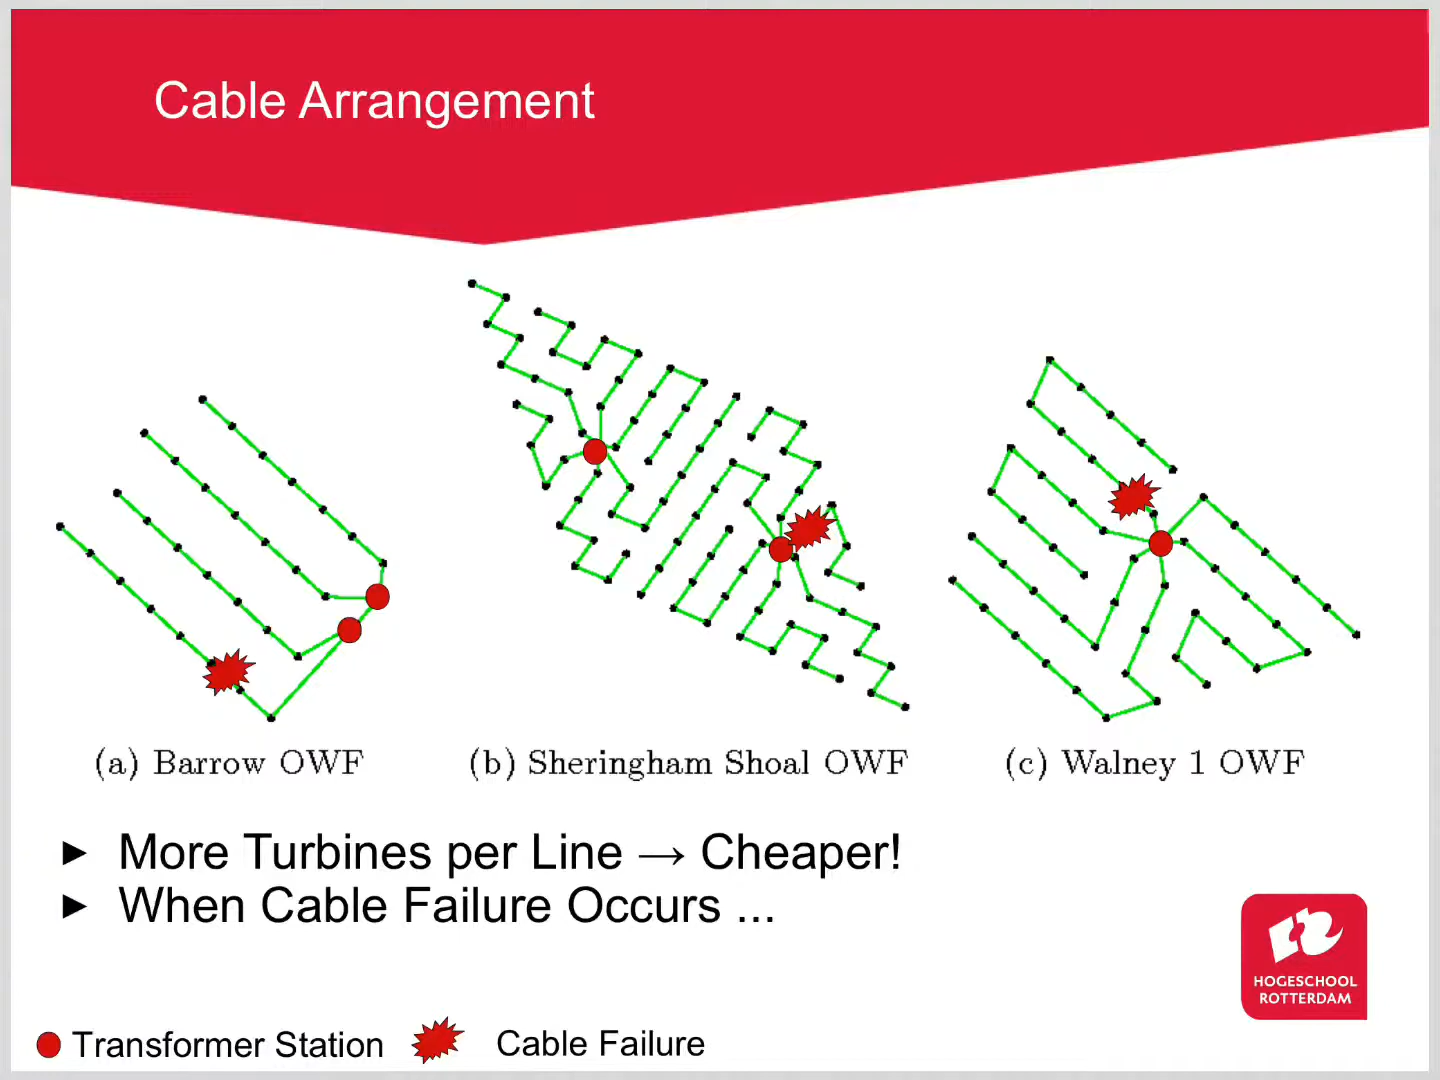 Cable Arrangement
(a) Barrow OWF
(b) Sheringham Shoal OWF
(c) Walney 1 OWF
► More Turbines per Line → Cheaper!
► When Cable Failure Occurs ...
HOGESCHOOL
ROTTERDAM
Transformer Station
Cable Failure